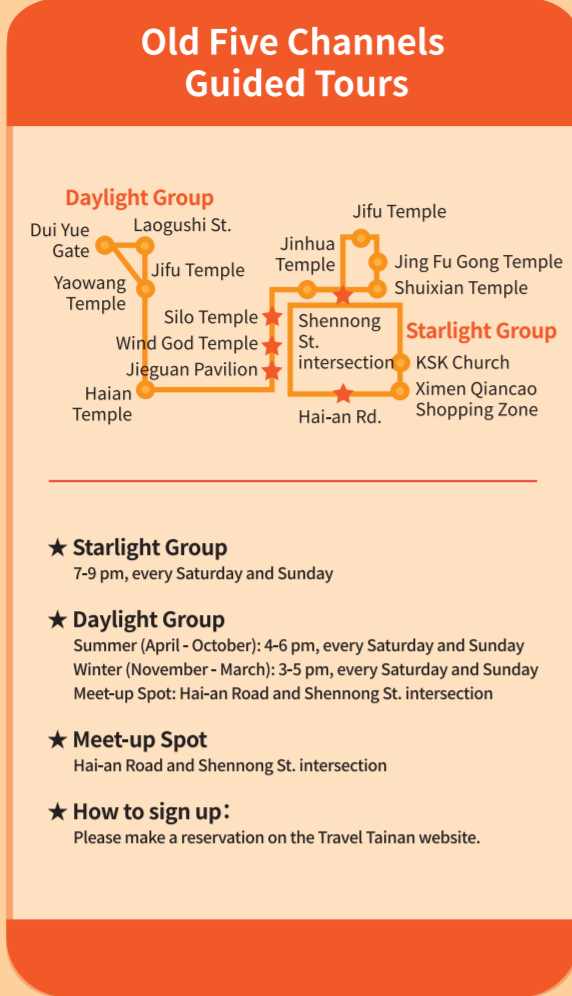 Old Five Channels
Guided Tours
Daylight Group
Dui Yue
Gate
Laogushi St.
Yaowang
Temple
Jifu Temple
Silo Temple
Wind God Temple
Jieguan Pavilion
Haian
Temple
Jifu Temple
Jinhua
Temple
Jing Fu Gong Temple
Shuixian Temple
Shennong
St.
intersection
Starlight Group
KSK Church
Ximen Qiancao
Shopping Zone
Hai-an Rd.
★ Starlight Group
7-9 pm, every Saturday and Sunday
★ Daylight Group
Summer (April - October): 4-6 pm, every Saturday and Sunday
Winter (November - March): 3-5 pm, every Saturday and Sunday
Meet-up Spot: Hai-an Road and Shennong St. intersection
★ Meet-up Spot
Hai-an Road and Shennong St. intersection
★ How to sign up：
Please make a reservation on the Travel Tainan website.